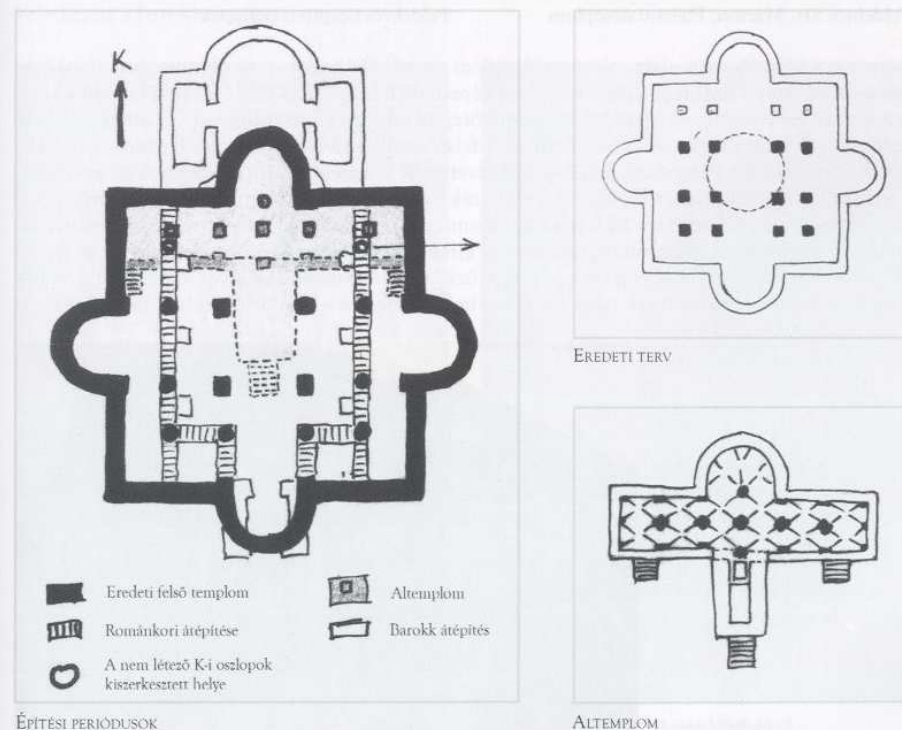 K
Eredeti felső templom
Altemplom
Románkori átépítése
Barokk átépítés
A nem létező K-i oszlopok
kiszerkesztett helye
ÉPÍTÉSI PERIÓDUSOK
EREDETI TERV
ALTEMPLOM